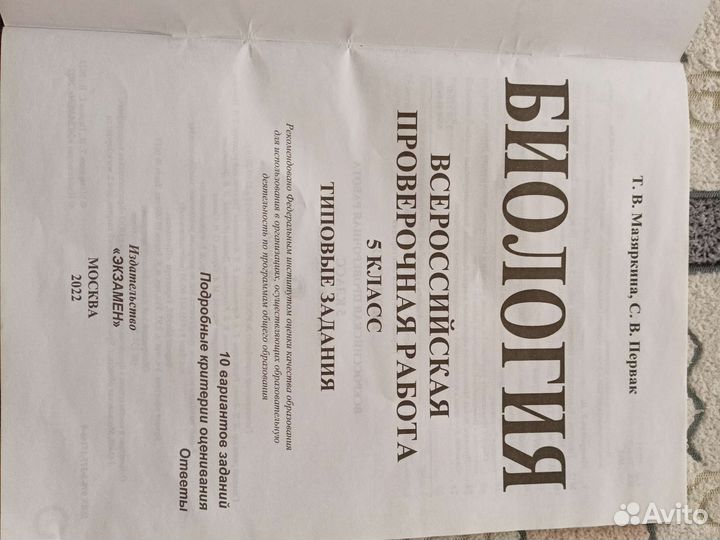 Т. В. Мазяркина, С. В. Первак
БИОЛОГИЯ
ВСЕРОССИЙСКАЯ
ПРОВЕРОЧНАЯ РАБОТА
5 КЛАСС
ТИПОВЫЕ ЗАДАНИЯ
Рекомендовано Федеральным институтом оценки качества образования
для использования в организациях, осуществляющих образовательную
деятельность по программам общего образования
10 вариантов заданий
Подробные критерии оценивания
Ответы
Издательство
«ЭКЗАМЕН»
МОСКВА
2022
Avito